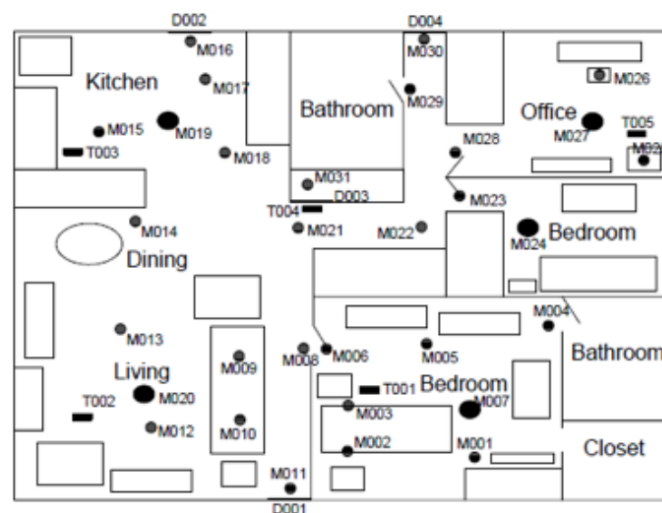 D002
D004
M016
M030
Kitchen
M017
M026
M029
Bathroom
Office
M015
M019
M027
T005
T003
M018
M028
M031
D003
M023
T004
M014
M021
M022
M024
Bedroom
Dining
M004
M013
M008
M006
M005
Bathroom
M009
Living
T001
Bedroom
M020
M003
M007
T002
M012
M010
M002
M001
Closet
M011
D001